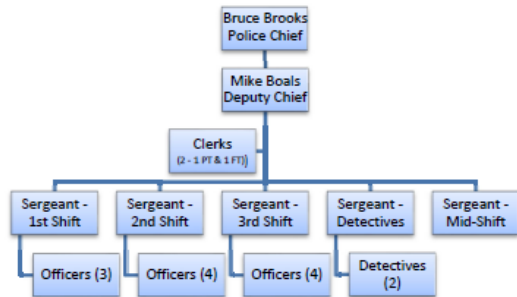 Bruce Brooks
Police Chief
Mike Boals
Deputy Chief
Clerks
(2 - 1 PT & 1 FT))
Sergeant -
1st Shift
Sergeant -
2nd Shift
Sergeant -
3rd Shift
Sergeant -
Detectives
Sergeant -
Mid-Shift
Officers (3)
Officers (4)
Officers (4)
Detectives
(2)